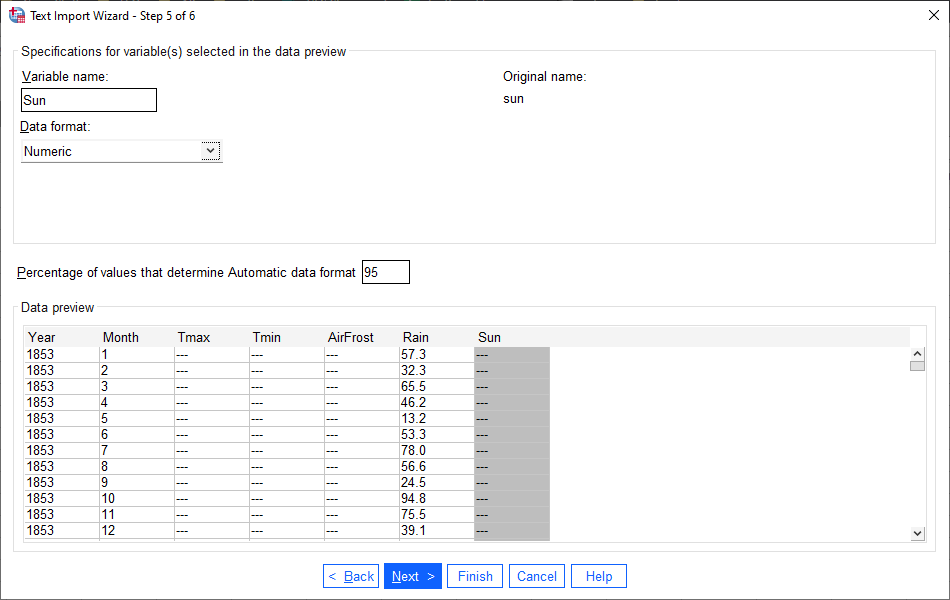 Text Import Wizard - Step 5 of 6
Specifications for variable(s) selected in the data preview
Variable name: Original name:
Sun sun
Data format:
Numeric
Percentage of values that determine Automatic data format 95
Data preview
Year Month Tmax Tmin AirFrost Rain Sun
1853 1 --- --- --- 57.3 ---
1853 2 --- --- --- 32.3 ---
1853 3 --- --- --- 65.5 ---
1853 4 --- --- --- 46.2 ---
1853 5 --- --- --- 13.2 ---
1853 6 --- --- --- 53.3 ---
1853 7 --- --- --- 78.0 ---
1853 8 --- --- --- 56.6 ---
1853 9 --- --- --- 24.5 ---
1853 10 --- --- --- 94.8 ---
1853 11 --- --- --- 75.5 ---
1853 12 --- --- --- 39.1 ---
< Back Next > Finish Cancel Help